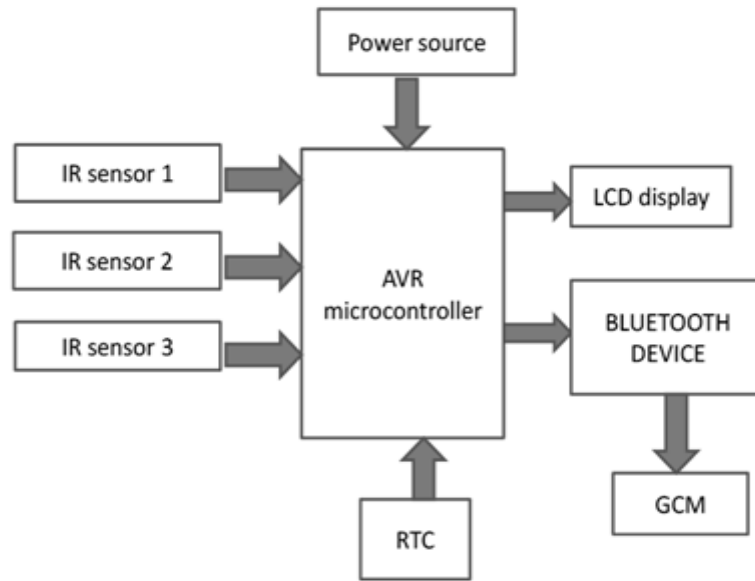 Power source
IR sensor 1
IR sensor 2
IR sensor 3
AVR
microcontroller
LCD display
BLUETOOTH
DEVICE
GCM
RTC